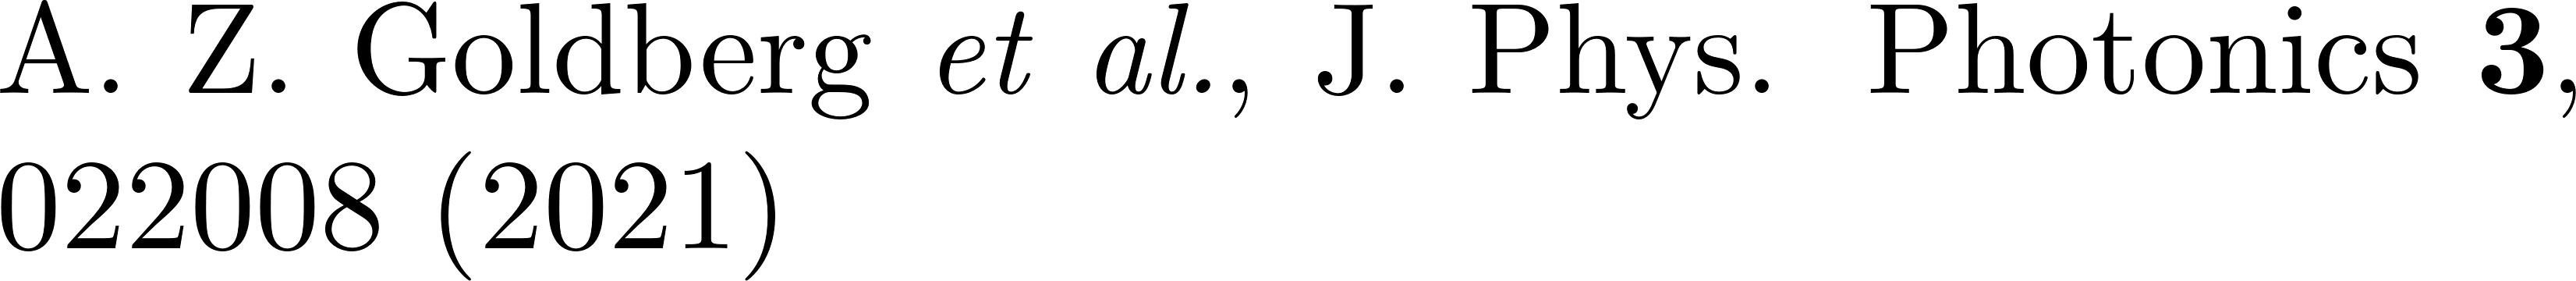 A. Z. Goldberg et al., J. Phys. Photonics 3,
022008 (2021)